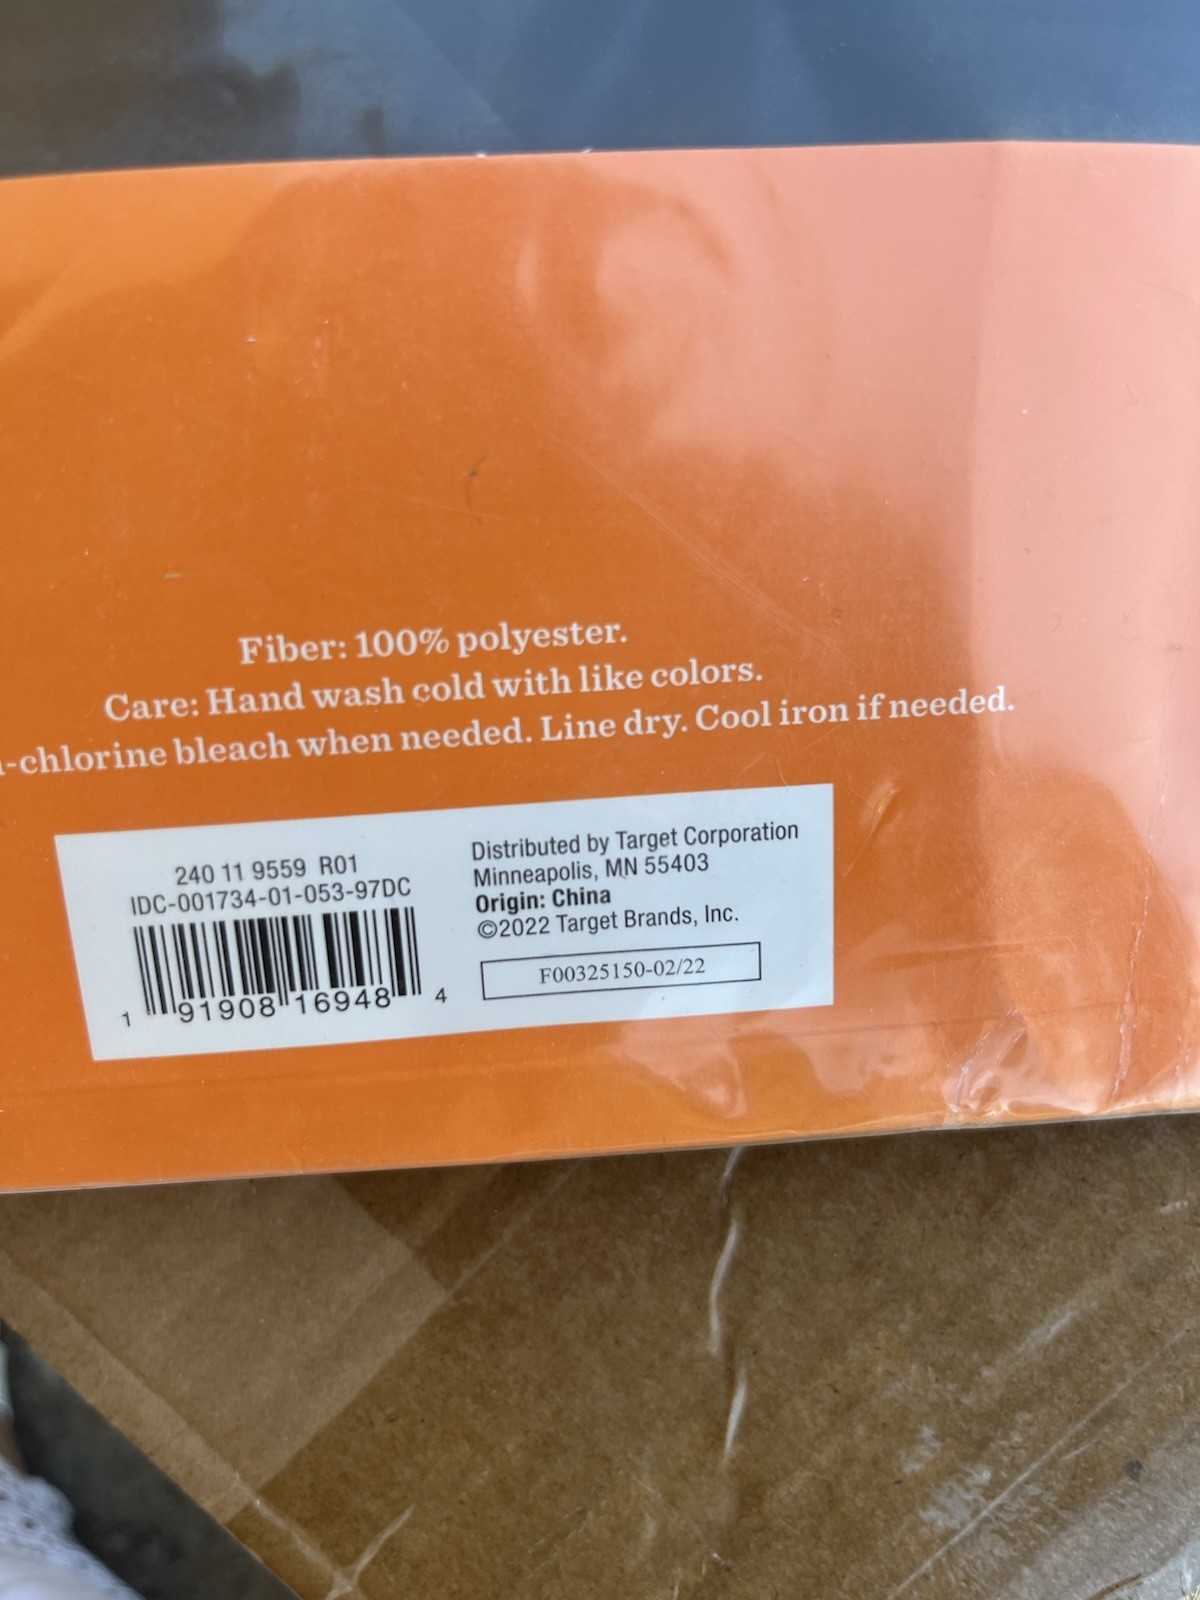 Fiber: 100% polyester.
Care: Hand wash cold with like colors.
-chlorine bleach when needed. Line dry. Cool iron if needed.
240 11 9559 R01
IDC-001734-01-053-97DC
1 91908 16948 4
Distributed by Target Corporation
Minneapolis, MN 55403
Origin: China
©2022 Target Brands, Inc.
F00325150-02/22